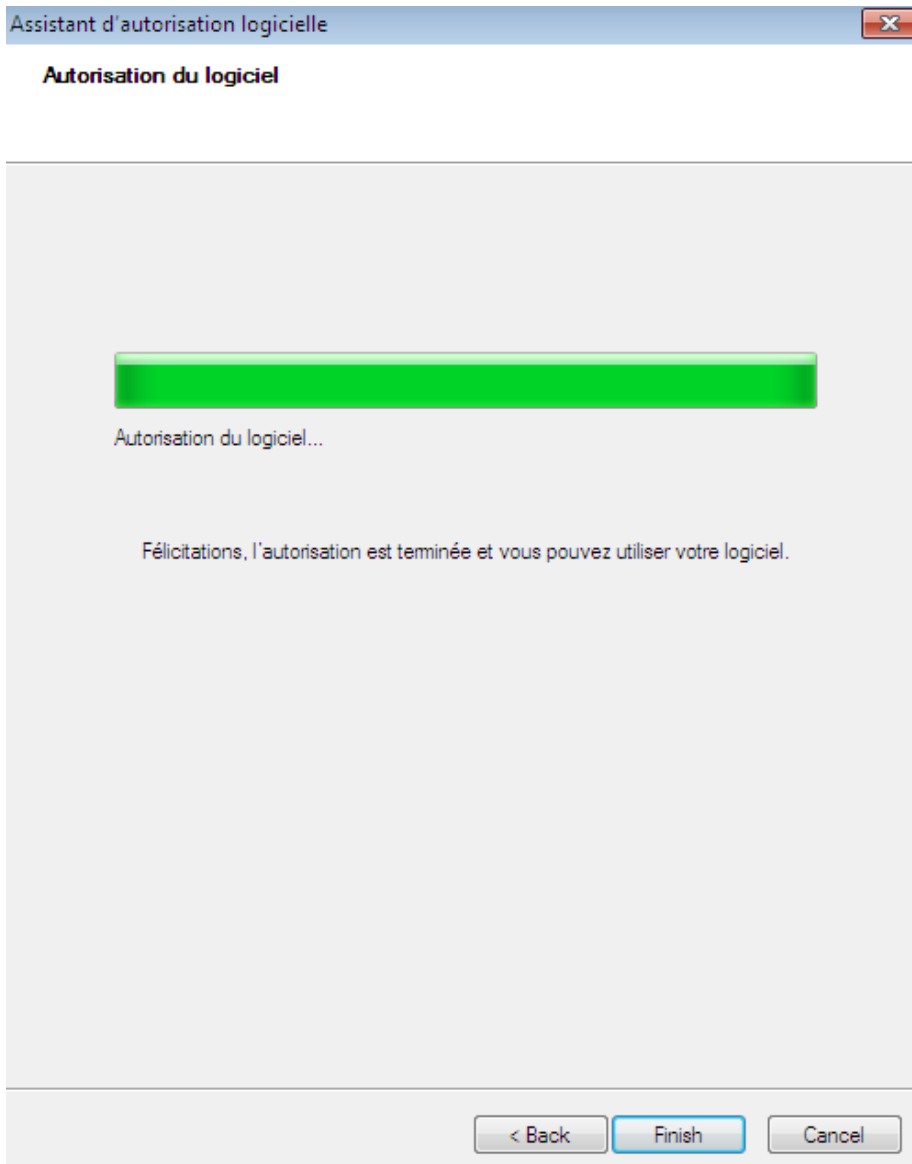 Assistant d'autorisation logicielle
Autorisation du logiciel
Autorisation du logiciel...
Félicitations, l'autorisation est terminée et vous pouvez utiliser votre logiciel.
< Back Finish Cancel